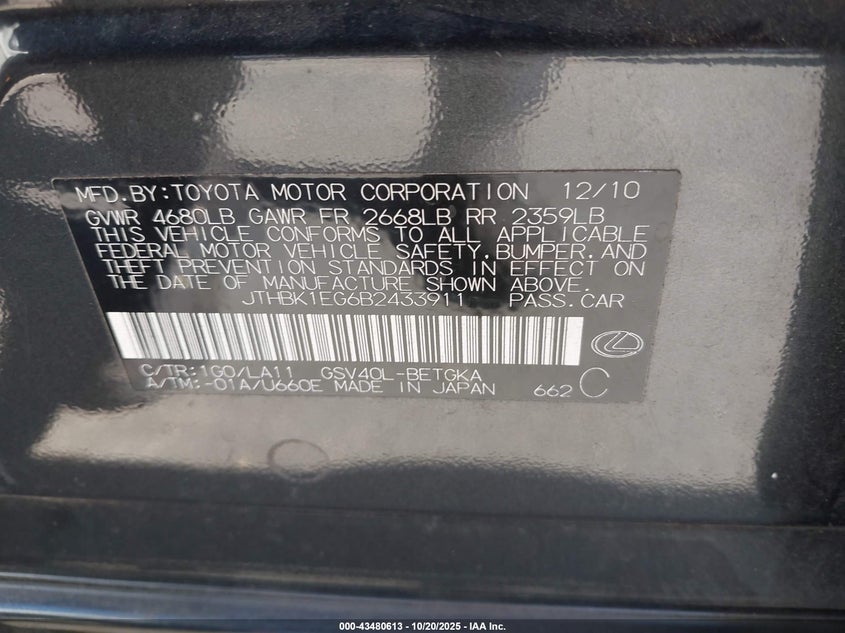 MFD.BY:TOYOTA MOTOR CORPORATION 12/10
GVWR 4680LB GAWR FR 2668LB RR 2359LB
THIS VEHICLE CONFORMS TO ALL APPLICABLE
FEDERAL MOTOR VEHICLE SAFETY,BUMPER,AND
THEFT PREVENTION STANDARDS IN EFFECT ON
THE DATE OF MANUFACTURE SHOWN ABOVE.
JTHBK1EG6B2433911 PASS.CAR
C/TR:1G0/LA11 GSV40L-BETGKA
A/TM:-01A/U660E MADE IN JAPAN 662 C
000-43480613 - 10/20/2025 - IAA Inc.